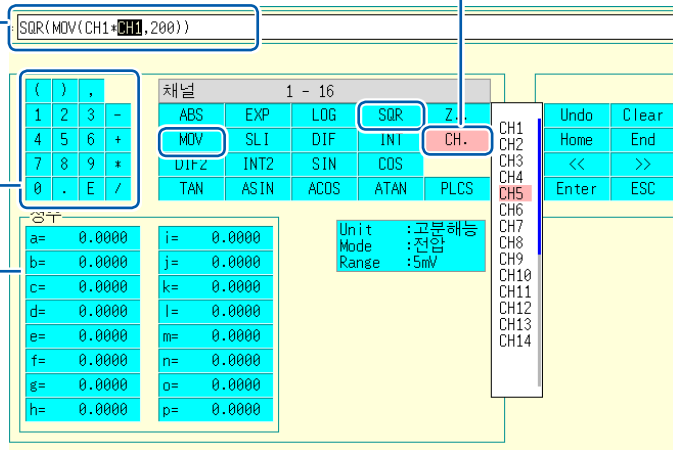 SQR(MOV(CH1*CH1,200))
( ) ,
1 2 3 -
4 5 6 +
7 8 9 *
0 . E /
채널 1 - 16
ABS EXP LOG SQR Z..
MOV SLI DIF INT CH.
DIF2 INT2 SIN COS
TAN ASIN ACOS ATAN PLCS
CH1
CH2
CH3
CH4
CH5
CH6
CH7
CH8
CH9
CH10
CH11
CH12
CH13
CH14
Undo Clear
Home End
<< >>
Enter ESC
정수
a= 0.0000 i= 0.0000
b= 0.0000 j= 0.0000
c= 0.0000 k= 0.0000
d= 0.0000 l= 0.0000
e= 0.0000 m= 0.0000
f= 0.0000 n= 0.0000
g= 0.0000 o= 0.0000
h= 0.0000 p= 0.0000
Unit :고분해능
Mode :전압
Range :5mV